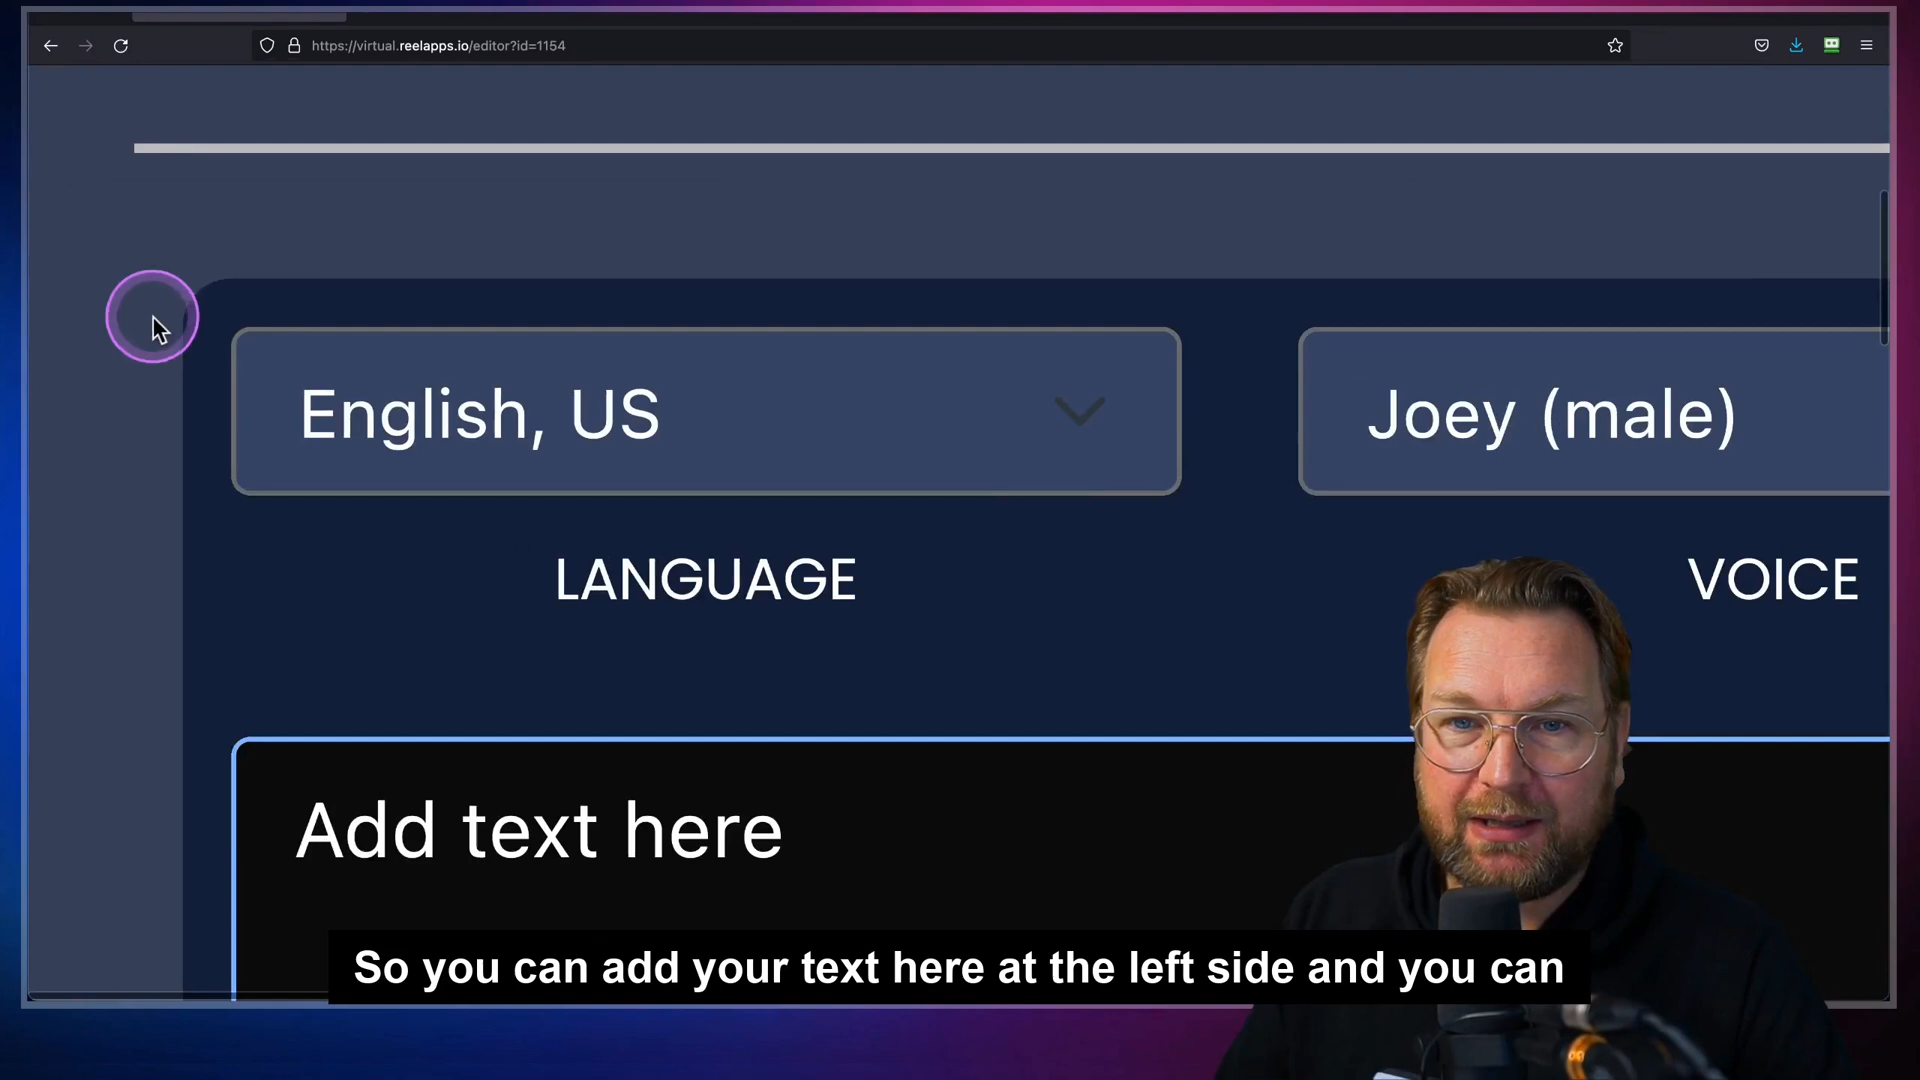 https://virtual.reelapps.io/editor?id=1154
English, US
Joey (male)
LANGUAGE
VOICE
Add text here
So you can add your text here at the left side and you can